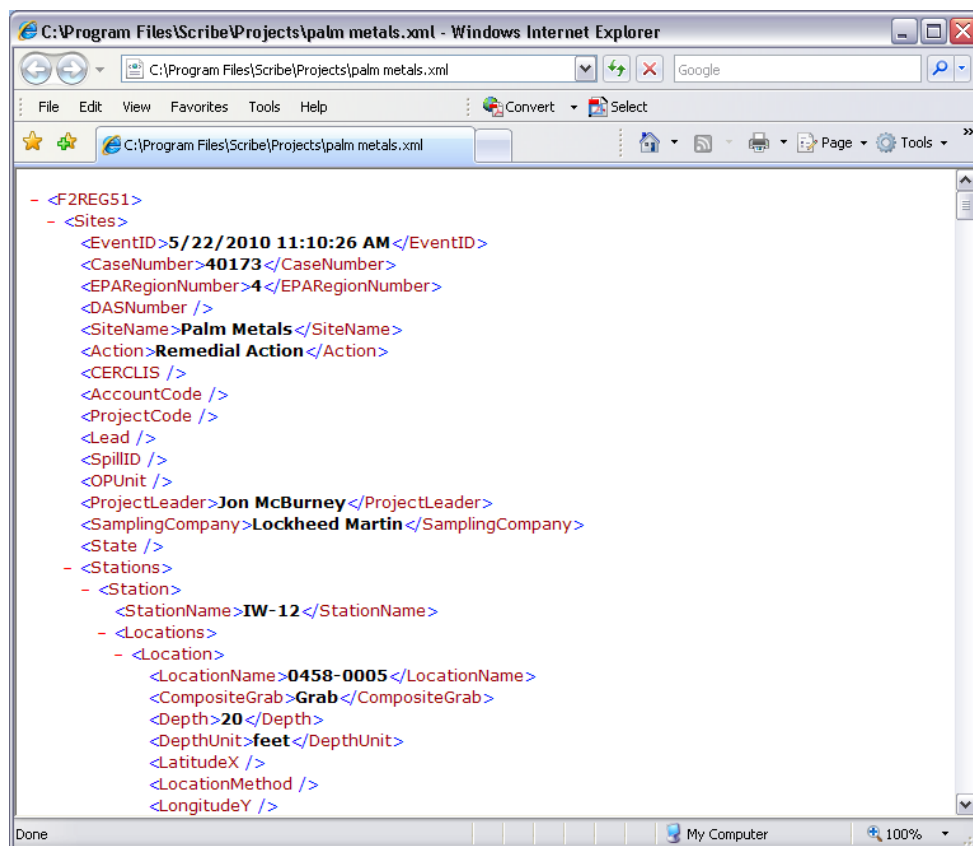 C:\Program Files\Scribe\Projects\palm metals.xml - Windows Internet Explorer
C:\Program Files\Scribe\Projects\palm metals.xml
Google
File Edit View Favorites Tools Help Convert Select
C:\Program Files\Scribe\Projects\palm metals.xml Page Tools »
- <F2REG51>
- <Sites>
<EventID>5/22/2010 11:10:26 AM</EventID>
<CaseNumber>40173</CaseNumber>
<EPARegionNumber>4</EPARegionNumber>
<DASNumber />
<SiteName>Palm Metals</SiteName>
<Action>Remedial Action</Action>
<CERCLIS />
<AccountCode />
<ProjectCode />
<Lead />
<SpillID />
<OPUnit />
<ProjectLeader>Jon McBurney</ProjectLeader>
<SamplingCompany>Lockheed Martin</SamplingCompany>
<State />
- <Stations>
- <Station>
<StationName>IW-12</StationName>
- <Locations>
- <Location>
<LocationName>0458-0005</LocationName>
<CompositeGrab>Grab</CompositeGrab>
<Depth>20</Depth>
<DepthUnit>feet</DepthUnit>
<LatitudeX />
<LocationMethod />
<LongitudeY />
Done My Computer 100%